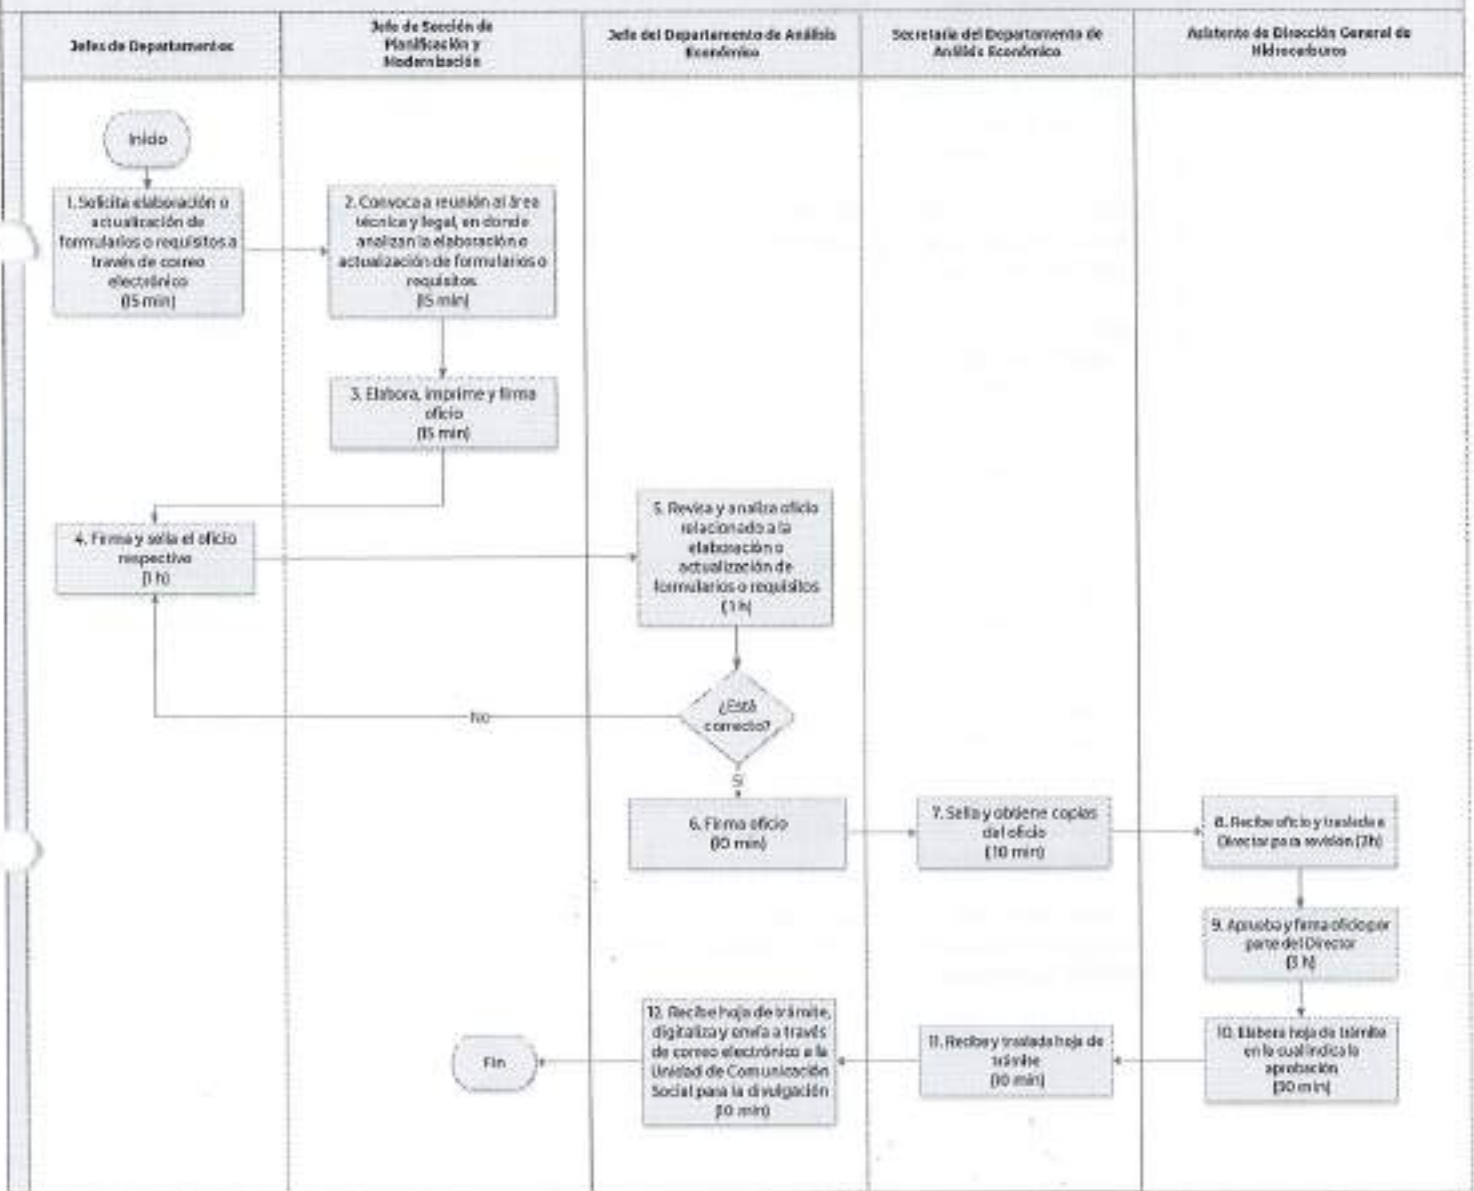 Jefes de Departamentos
Jefe de Sección de
Planificación y
Modernización
Jefe del Departamento de Análisis
Económico
Secretaria del Departamento de
Análisis Económico
Asistente de Dirección General de
Hidrocarburos
Inicio
1. Solicita elaboración o
actualización de
formularios o requisitos a
través de correo
electrónico
(15 min)
2. Convoca a reunión al área
técnica y legal, en donde
analizan la elaboración o
actualización de formularios o
requisitos.
(15 min)
3. Elabora, imprime y firma
oficio
(15 min)
4. Firma y sella el oficio
respectivo
(1 h)
5. Revisa y analiza oficio
relacionado a la
elaboración o
actualización de
formularios o requisitos
(1 h)
¿Está
correcto?
No
Si
6. Firma oficio
(10 min)
7. Sella y obtiene copias
del oficio
(10 min)
8. Recibe oficio y traslada a
Director para revisión (2h)
9. Aprueba y firma oficio por
parte del Director
(3 h)
10. Elabora hoja de trámite
en la cual indica la
aprobación
(30 min)
11. Recibe y traslada hoja de
trámite
(10 min)
12. Recibe hoja de trámite,
digitaliza y envía a través
de correo electrónico a la
Unidad de Comunicación
Social para la divulgación
(10 min)
Fin